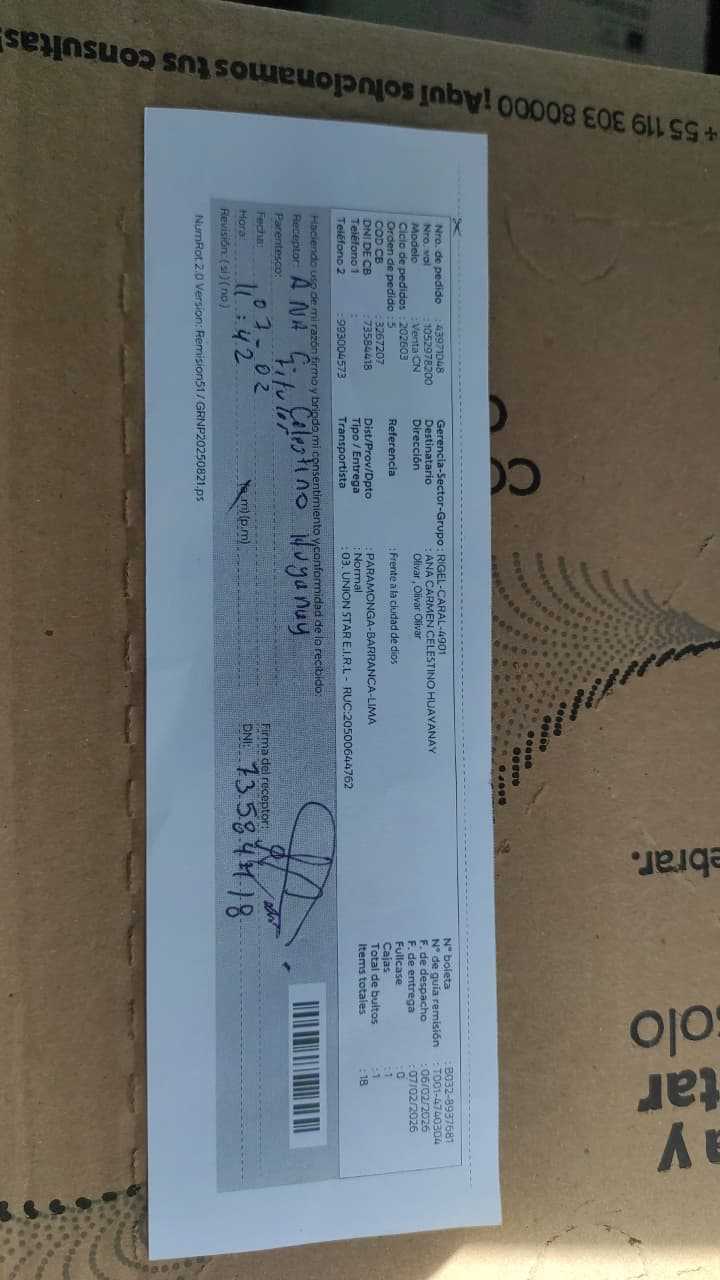 + 55 119 303 80000 ¡Aquí solucionamos tus consultas!
Nro. de pedido : 43971048
Nro. val : 1052978200
Modelo : Venta CN
Ciclo de pedidos : 202603
Orden de pedido : 5
COD CB : 3267207
DNI DE CB : 73584418
Teléfono 1 :
Teléfono 2 : 993004573
Gerencia-Sector-Grupo : RIGEL-CARAL-4901
Destinatario : ANA CARMEN CELESTINO HUAYANAY
Dirección : Olivar , Olivar Olivar
Referencia : Frente a la ciudad de dios
Dist/Prov/Dpto : PARAMONGA-BARRANCA-LIMA
Tipo / Entrega : Normal
Transportista : 03. UNION STAR E.I.R.L - RUC:20500644762
N° boleta : B032-8937681
N° de guía remisión : T001-4740304
F. de despacho : 06/02/2026
F. de entrega : 07/02/2026
Fullcase : 0
Cajas : 1
Total de bultos : 1
Items totales : 18
Haciendo uso de mi razón firmo y brindo mi consentimiento y conformidad de lo recibido:
Receptor: ANA C. Celestino Huyanay
Parentesco: Titular
Fecha: 07-02
Hora: 11:42 (a.m) (p.m)
Revisión: ( si ) ( no )
Firma del receptor:
DNI: 73584418
NumRot 2.0 Version: Remision51 / GRNP20250821.ps
ebrar.
olo
tar
a y